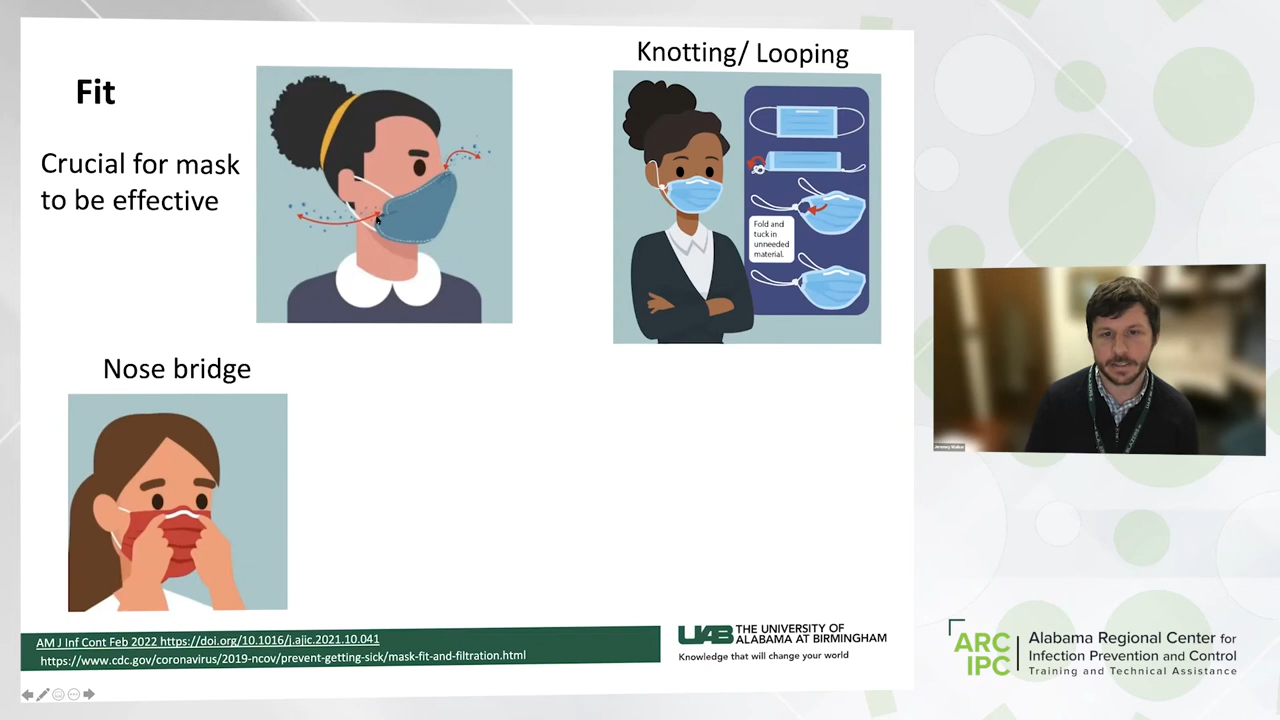 Fit
Crucial for mask
to be effective
Knotting/ Looping
Fold and
tuck in
unneeded
material.
Nose bridge
AM J Inf Cont Feb 2022 https://doi.org/10.1016/j.ajic.2021.10.041
https://www.cdc.gov/coronavirus/2019-ncov/prevent-getting-sick/mask-fit-and-filtration.html
UAB THE UNIVERSITY OF
ALABAMA AT BIRMINGHAM
Knowledge that will change your world
Jeremey Walker
ARC
IPC
Alabama Regional Center for
Infection Prevention and Control
Training and Technical Assistance